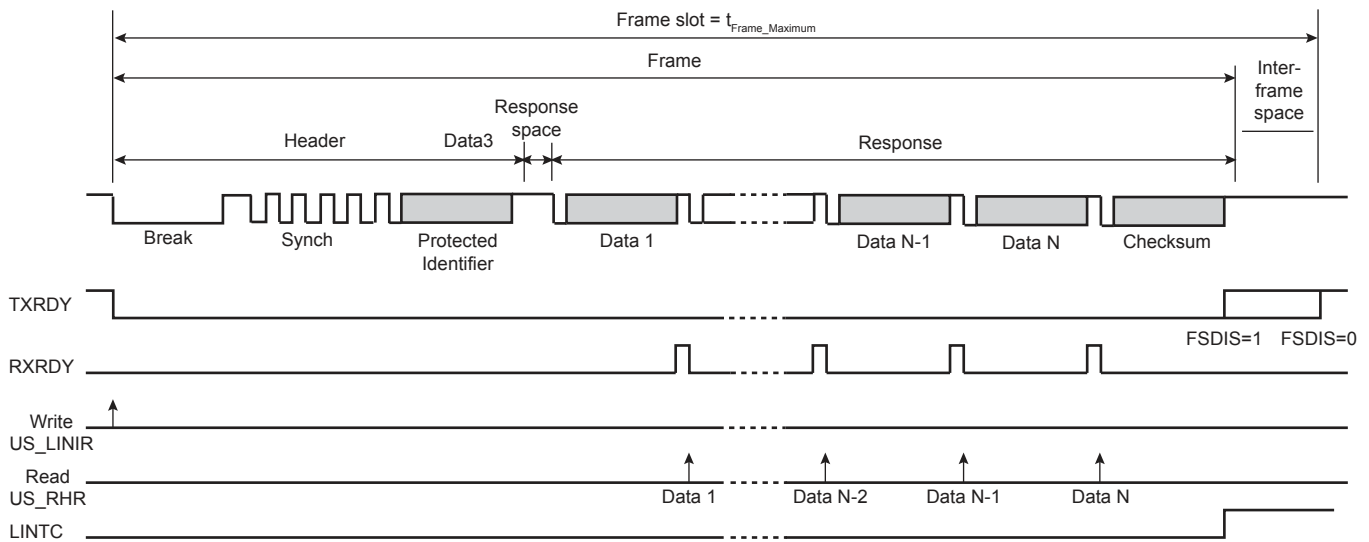 Frame slot = tFrame_Maximum
Frame
Inter-
frame
space
Response
space
Header
Data3
Response
Break
Synch
Protected
Identifier
Data 1
Data N-1
Data N
Checksum
TXRDY
FSDIS=1 FSDIS=0
RXRDY
Write
US_LINIR
Read
US_RHR
Data 1
Data N-2
Data N-1
Data N
LINTC